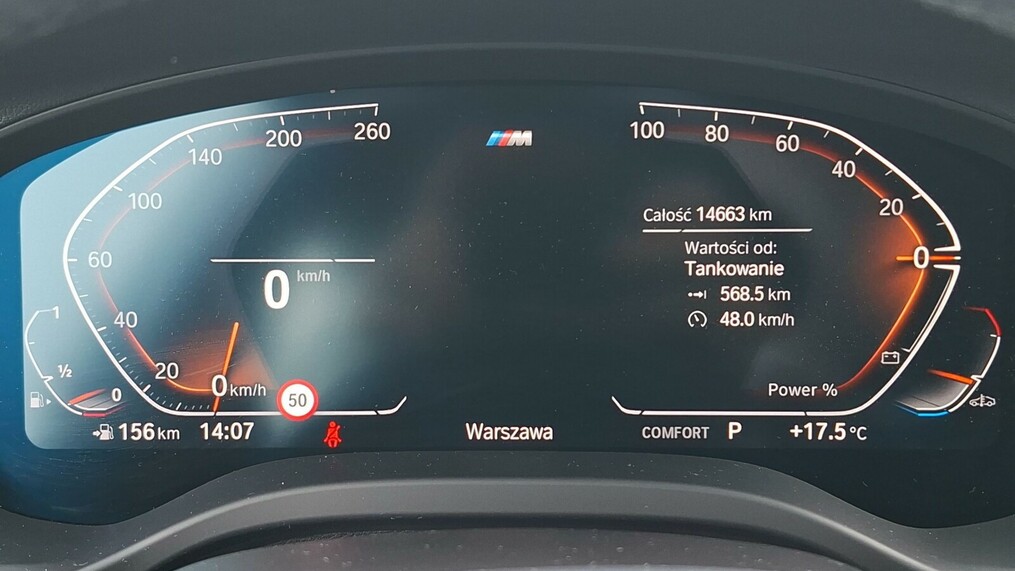 260
200
140
100
60
40
20
0 km/h
0 km/h
50
1
½
0
156 km
14:07
M
Warszawa
100
80
60
40
20
0
Całość 14663 km
Wartości od:
Tankowanie
568.5 km
48.0 km/h
Power %
COMFORT P
+17.5 °C